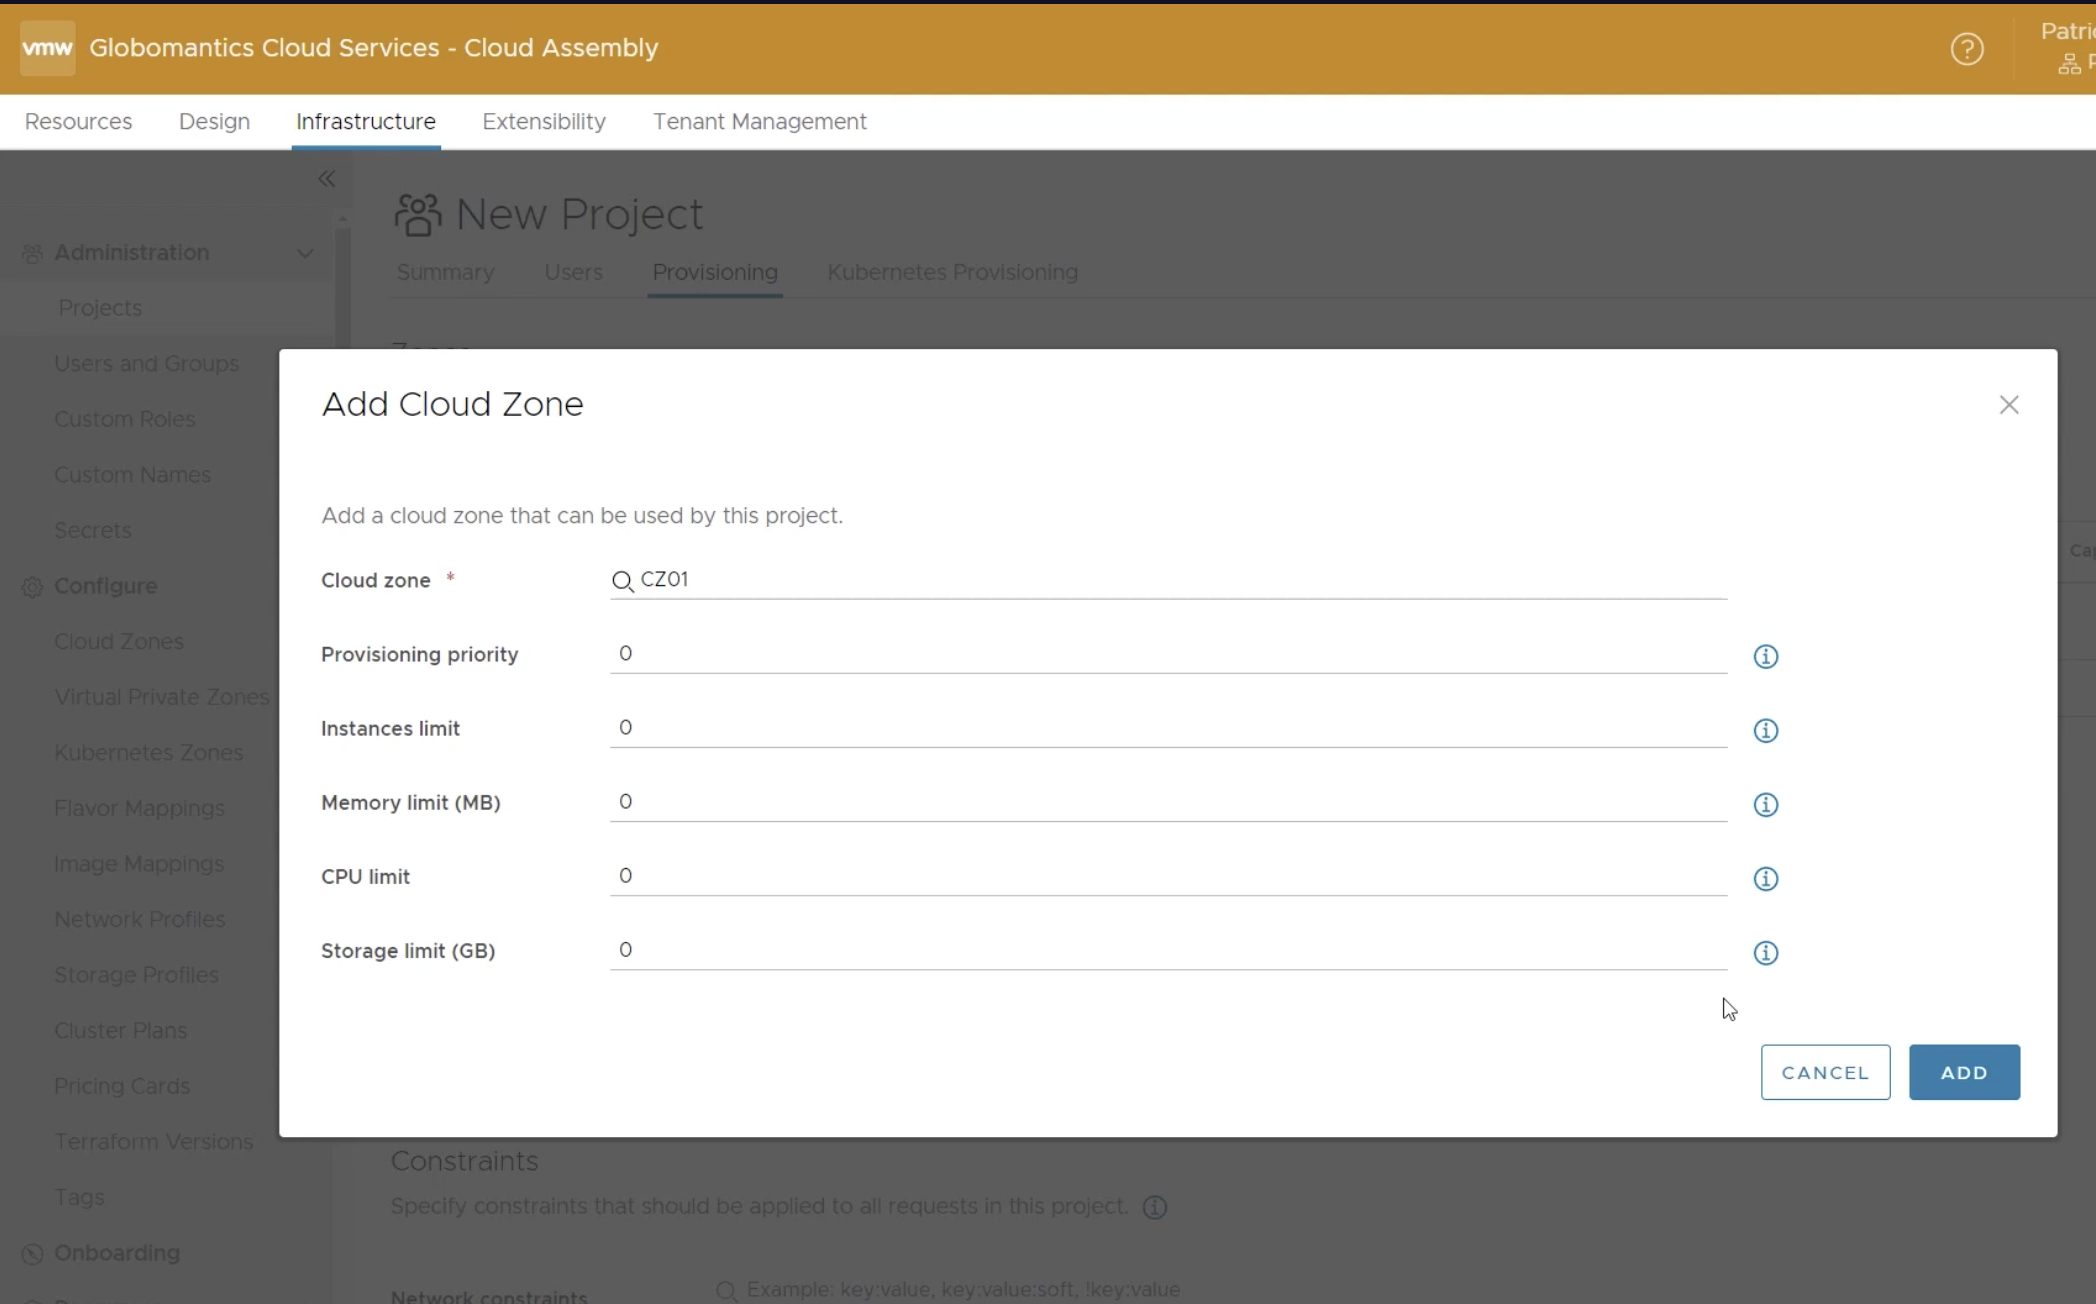 vmw Globomantics Cloud Services - Cloud Assembly
Resources Design Infrastructure Extensibility Tenant Management
New Project
Administration
Summary Users Provisioning Kubernetes Provisioning
Projects
Users and Groups
Custom Roles
Custom Names
Secrets
Configure
Cloud Zones
Virtual Private Zones
Kubernetes Zones
Flavor Mappings
Image Mappings
Network Profiles
Storage Profiles
Cluster Plans
Pricing Cards
Terraform Versions
Tags
Onboarding
Add Cloud Zone
Add a cloud zone that can be used by this project.
Cloud zone * CZ01
Provisioning priority 0
Instances limit 0
Memory limit (MB) 0
CPU limit 0
Storage limit (GB) 0
CANCEL ADD
Constraints
Specify constraints that should be applied to all requests in this project.
Network constraints Example: key:value, key:value:soft, !key:value